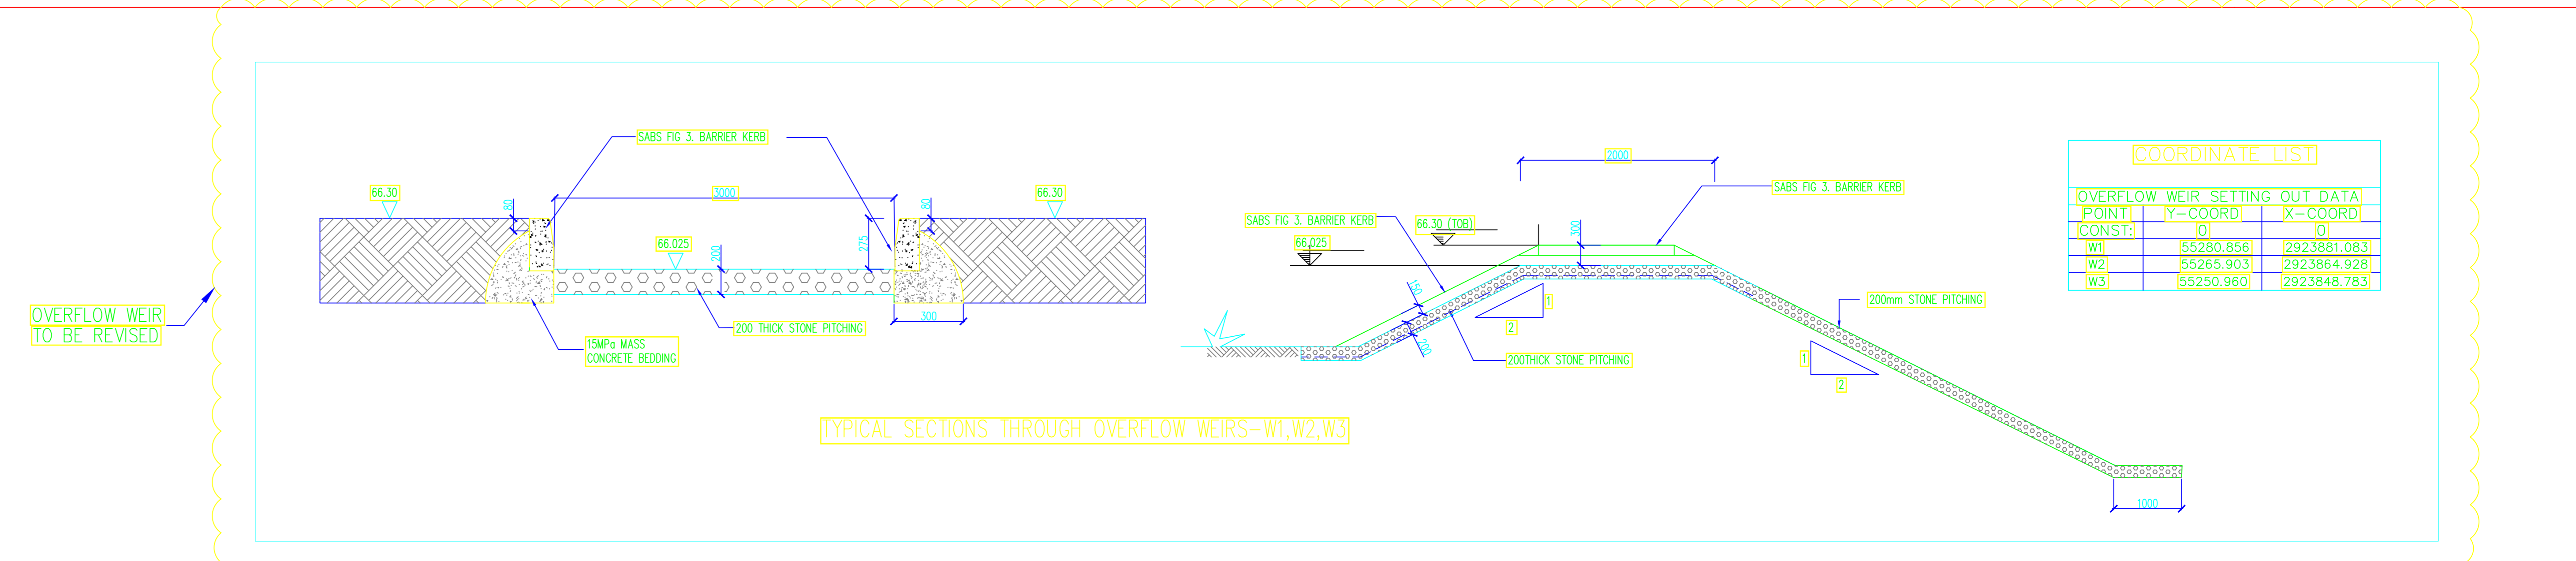 OVERFLOW WEIR
TO BE REVISED
SABS FIG 3. BARRIER KERB
66.30
80
3000
66.025
200
275
80
66.30
300
200 THICK STONE PITCHING
15MPa MASS
CONCRETE BEDDING
2000
SABS FIG 3. BARRIER KERB
SABS FIG 3. BARRIER KERB
66.30 (TOB)
66.025
300
150
200
1
2
200THICK STONE PITCHING
200mm STONE PITCHING
1
2
1000
TYPICAL SECTIONS THROUGH OVERFLOW WEIRS-W1,W2,W3
COORDINATE LIST
OVERFLOW WEIR SETTING OUT DATA
POINT Y-COORD X-COORD
CONST: 0 0
W1 55280.856 2923881.083
W2 55265.903 2923864.928
W3 55250.960 2923848.783